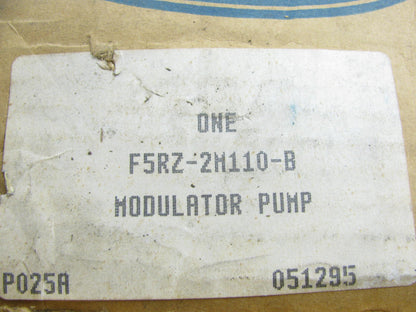 ONE
F5RZ-2M110-B
MODULATOR PUMP
P025A 051295